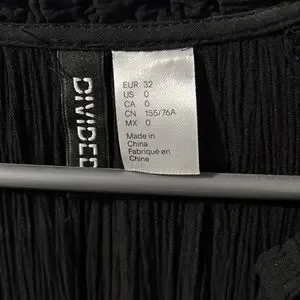 DIVIDED
EUR 32
US 0
CA 0
CN 155/76A
MX 0
Made in
China
Fabriqué en
Chine